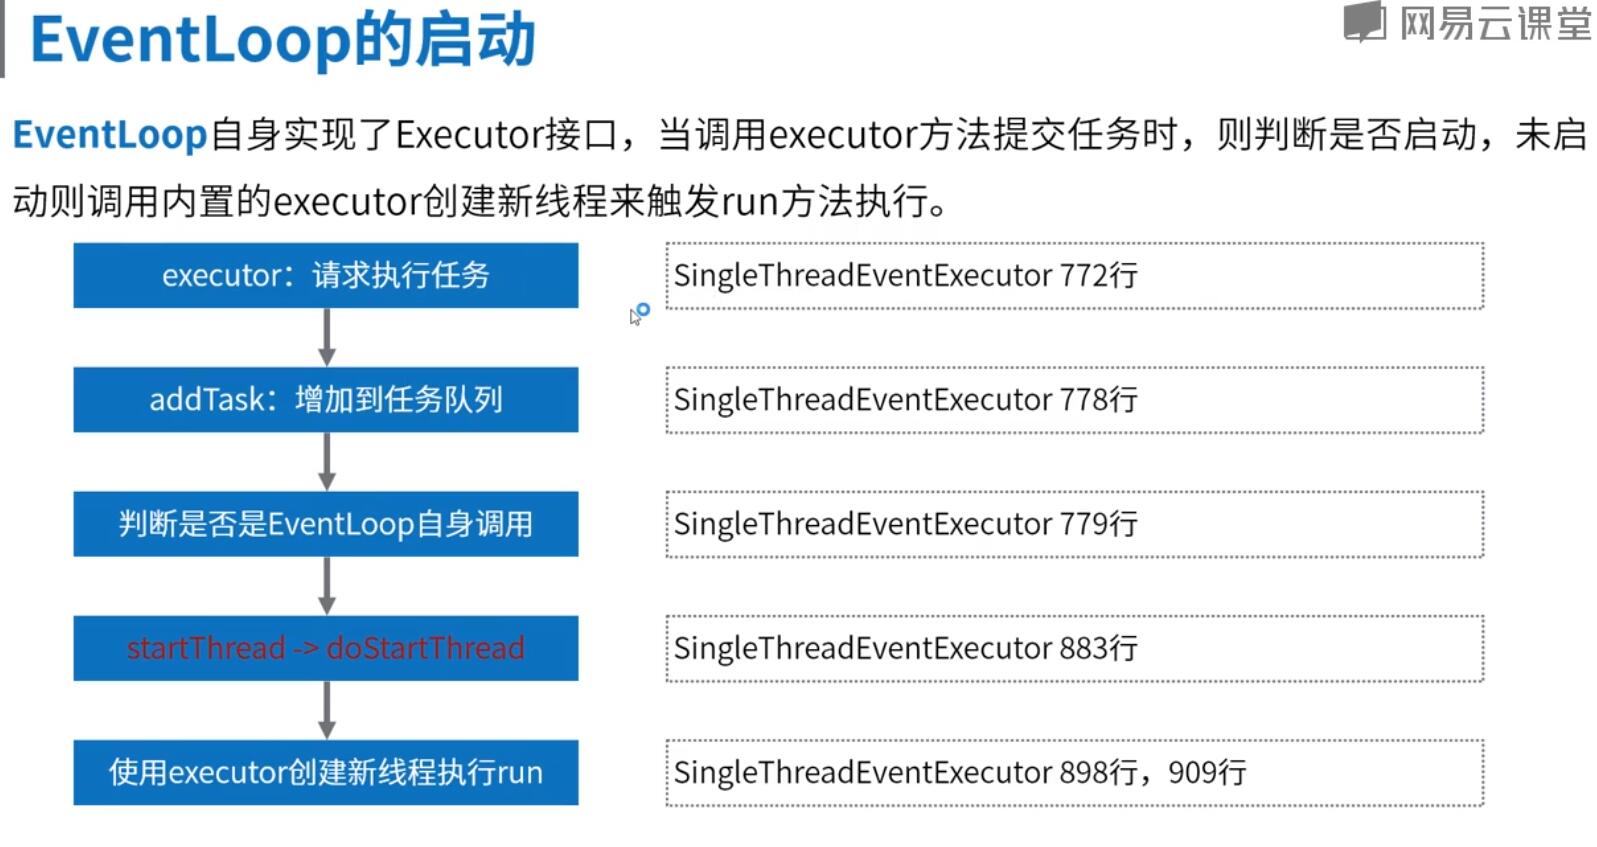 EventLoop的启动
网易云课堂
EventLoop自身实现了Executor接口，当调用executor方法提交任务时，则判断是否启动，未启
动则调用内置的executor创建新线程来触发run方法执行。
executor：请求执行任务
SingleThreadEventExecutor 772行
addTask：增加到任务队列
SingleThreadEventExecutor 778行
判断是否是EventLoop自身调用
SingleThreadEventExecutor 779行
startThread -> doStartThread
SingleThreadEventExecutor 883行
使用executor创建新线程执行run
SingleThreadEventExecutor 898行，909行